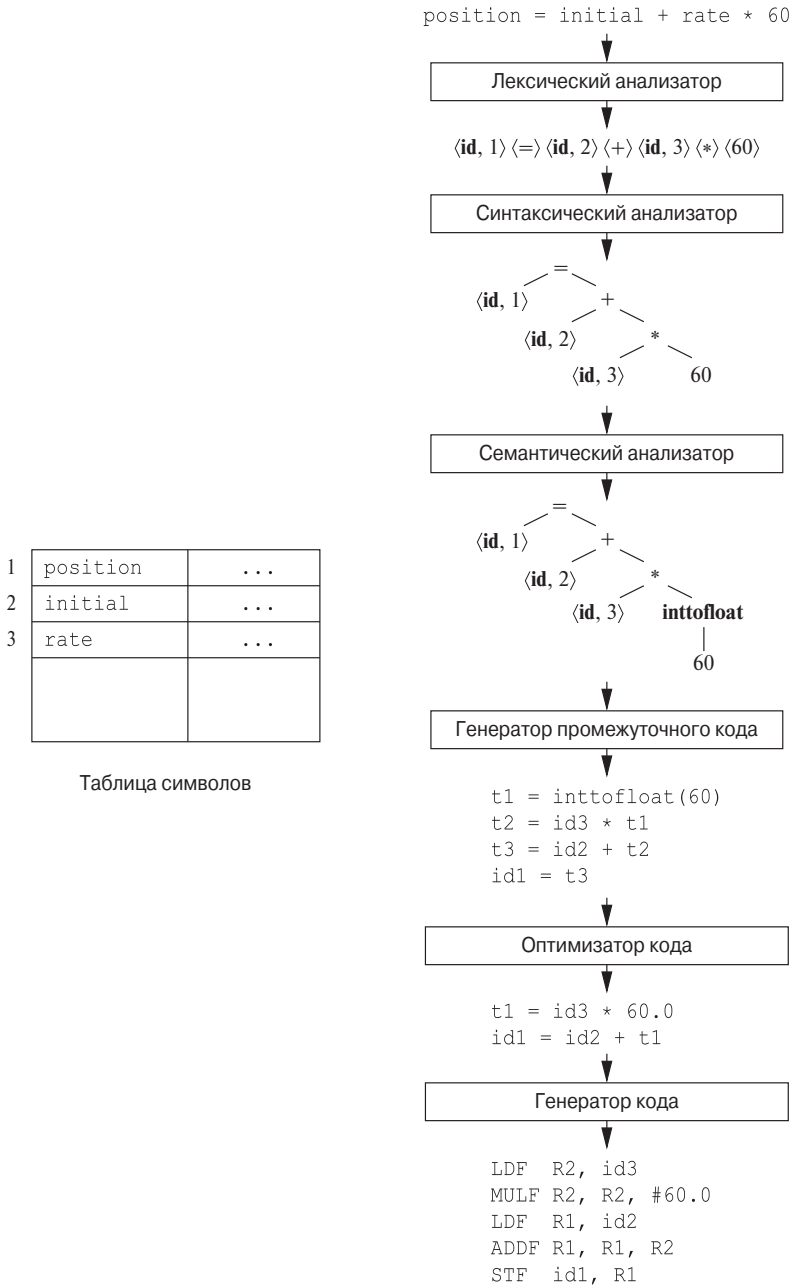 position = initial + rate * 60
Лексический анализатор
⟨id, 1⟩ ⟨=⟩ ⟨id, 2⟩ ⟨+⟩ ⟨id, 3⟩ ⟨*⟩ ⟨60⟩
Синтаксический анализатор
=
⟨id, 1⟩ +
⟨id, 2⟩ *
⟨id, 3⟩ 60
Семантический анализатор
=
⟨id, 1⟩ +
⟨id, 2⟩ *
⟨id, 3⟩ inttofloat
60
1 position ...
2 initial ...
3 rate ...
Таблица символов
Генератор промежуточного кода
t1 = inttofloat(60)
t2 = id3 * t1
t3 = id2 + t2
id1 = t3
Оптимизатор кода
t1 = id3 * 60.0
id1 = id2 + t1
Генератор кода
LDF R2, id3
MULF R2, R2, #60.0
LDF R1, id2
ADDF R1, R1, R2
STF id1, R1